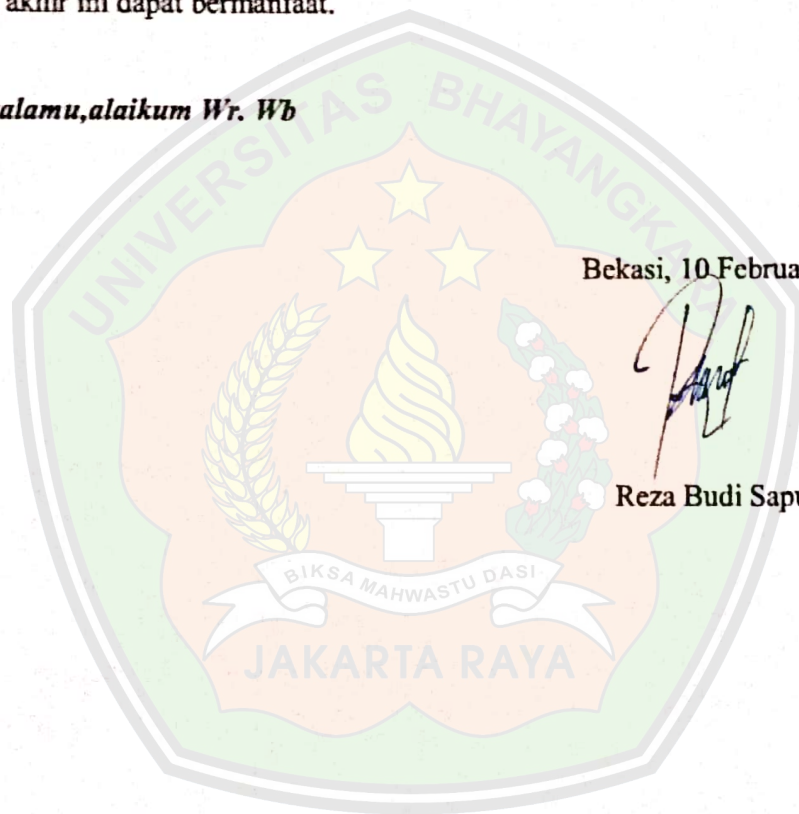 akhir ini dapat bermanfaat.
alamu,alaikum Wr. Wb
UNIVERSITAS BHAYANGKARA
Bekasi, 10 Februa
Reza Budi Sapu
BIKSA MAHWASTU DASI
JAKARTA RAYA